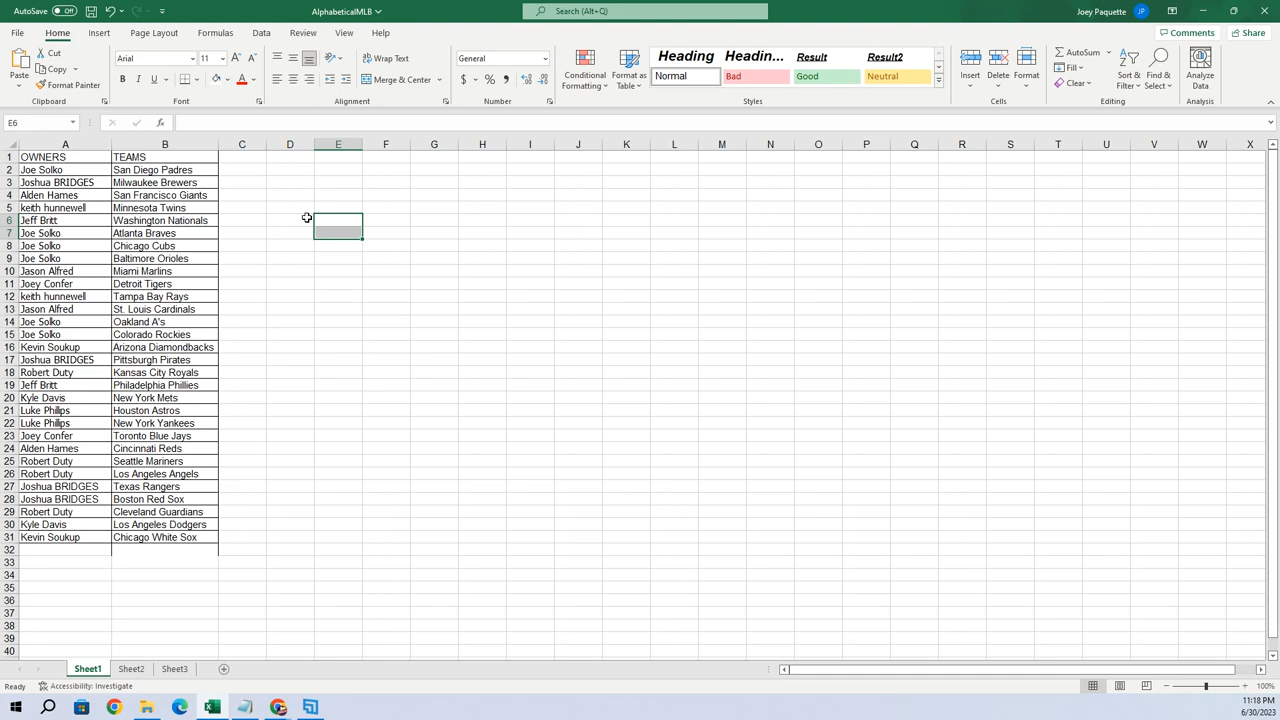 AutoSave Off AlphabeticalMLB Search (Alt+Q) Joey Paquette JP
File Home Insert Draw Page Layout Formulas Data Review View Help Comments Share
Paste Cut Copy Format Painter Clipboard
Arial 11 A A B I U A Font
Wrap Text Merge & Center Alignment
General $ % , Number
Conditional Formatting Format as Table
Heading Headin... Result Result2
Normal Bad Good Neutral
Styles
Insert Delete Format Cells
AutoSum Fill Clear Sort & Filter Find & Select Editing
Analyze Data Analysis
E6 fx
A B C D E F G H I J K L M N O P Q R S T U V W X
1 OWNERS TEAMS
2 Joe Solko San Diego Padres
3 Joshua BRIDGES Milwaukee Brewers
4 Alden Hames San Francisco Giants
5 keith hunnewell Minnesota Twins
6 Jeff Britt Washington Nationals
7 Joe Solko Atlanta Braves
8 Joe Solko Chicago Cubs
9 Joe Solko Baltimore Orioles
10 Jason Alfred Miami Marlins
11 Joey Confer Detroit Tigers
12 keith hunnewell Tampa Bay Rays
13 Jason Alfred St. Louis Cardinals
14 Joe Solko Oakland A's
15 Joe Solko Colorado Rockies
16 Kevin Soukup Arizona Diamondbacks
17 Joshua BRIDGES Pittsburgh Pirates
18 Robert Duty Kansas City Royals
19 Jeff Britt Philadelphia Phillies
20 Kyle Davis New York Mets
21 Luke Phillips Houston Astros
22 Luke Phillips New York Yankees
23 Joey Confer Toronto Blue Jays
24 Alden Hames Cincinnati Reds
25 Robert Duty Seattle Mariners
26 Robert Duty Los Angeles Angels
27 Joshua BRIDGES Texas Rangers
28 Joshua BRIDGES Boston Red Sox
29 Robert Duty Cleveland Guardians
30 Kyle Davis Los Angeles Dodgers
31 Kevin Soukup Chicago White Sox
32
33
34
35
36
37
38
39
40
Sheet1 Sheet2 Sheet3
Ready Accessibility: Investigate 100%
11:18 PM
6/30/2023